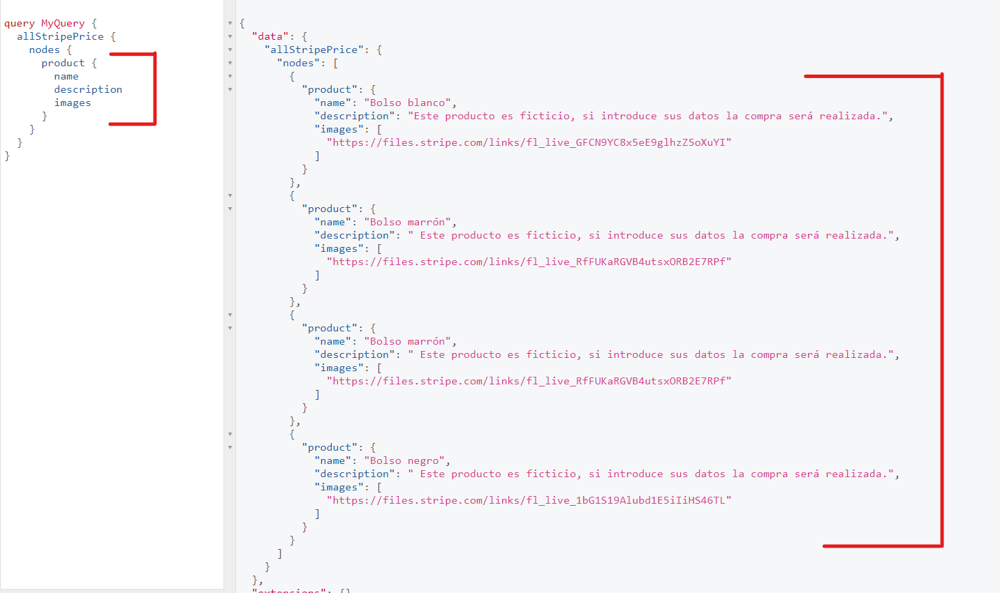 query MyQuery {
allStripePrice {
nodes {
product {
name
description
images
}
}
}
}
{
"data": {
"allStripePrice": {
"nodes": [
{
"product": {
"name": "Bolso blanco",
"description": "Este producto es ficticio, si introduce sus datos la compra será realizada.",
"images": [
"https://files.stripe.com/links/fl_live_GFCN9YC8x5eE9glhzZ5oXuYI"
]
}
},
{
"product": {
"name": "Bolso marrón",
"description": " Este producto es ficticio, si introduce sus datos la compra será realizada.",
"images": [
"https://files.stripe.com/links/fl_live_RfFUKaRGVB4utsxORB2E7RPf"
]
}
},
{
"product": {
"name": "Bolso marrón",
"description": " Este producto es ficticio, si introduce sus datos la compra será realizada.",
"images": [
"https://files.stripe.com/links/fl_live_RfFUKaRGVB4utsxORB2E7RPf"
]
}
},
{
"product": {
"name": "Bolso negro",
"description": " Este producto es ficticio, si introduce sus datos la compra será realizada.",
"images": [
"https://files.stripe.com/links/fl_live_1bG1S19Alubd1E5iIiHS46TL"
]
}
}
]
}
},
"extensions": {}